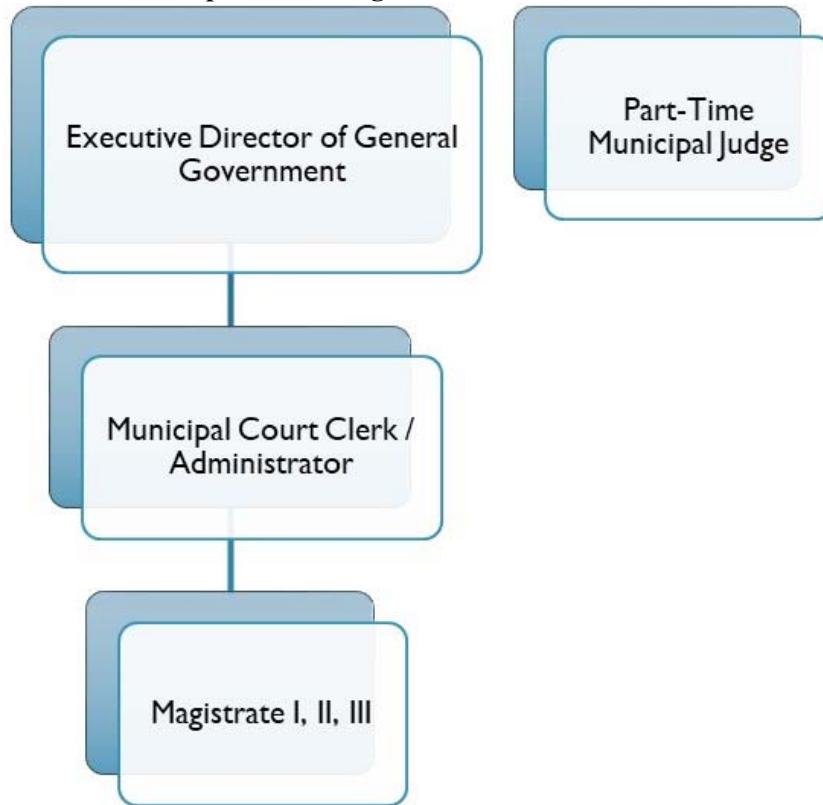 Executive Director of General
Government
Part-Time
Municipal Judge
Municipal Court Clerk /
Administrator
Magistrate I, II, III